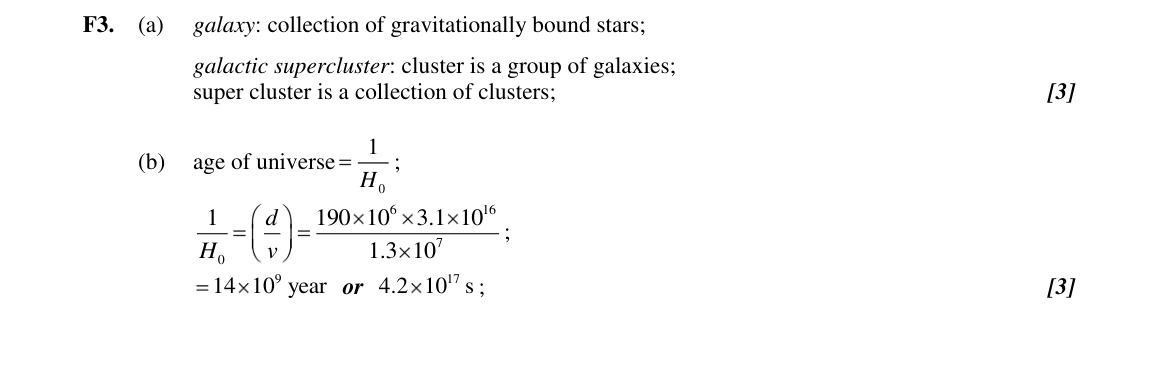 F3. (a) galaxy: collection of gravitationally bound stars;
galactic supercluster: cluster is a group of galaxies;
super cluster is a collection of clusters; [3]
(b) age of universe = 1/H₀ ;
1/H₀ = (d/v) = (190×10⁶ ×3.1×10¹⁶)/(1.3×10⁷) ;
= 14×10⁹ year or 4.2×10¹⁷ s ; [3]